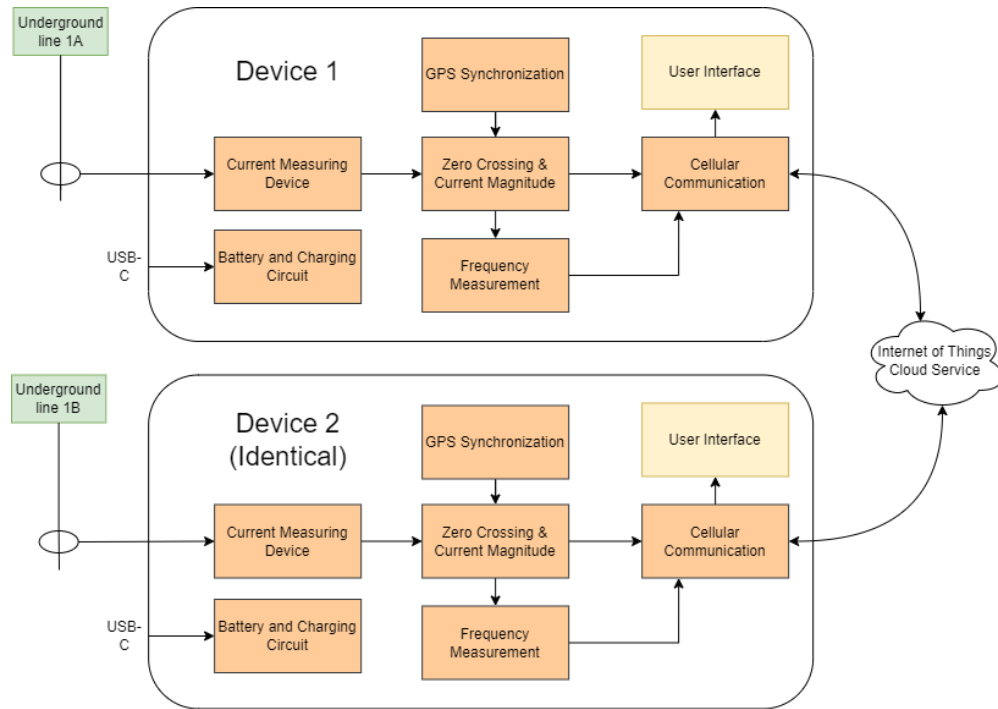 Underground
line 1A
Device 1
GPS Synchronization
User Interface
Current Measuring
Device
Zero Crossing &
Current Magnitude
Cellular
Communication
USB-
C
Battery and Charging
Circuit
Frequency
Measurement
Internet of Things
Cloud Service
Underground
line 1B
Device 2
(Identical)
GPS Synchronization
User Interface
Current Measuring
Device
Zero Crossing &
Current Magnitude
Cellular
Communication
USB-
C
Battery and Charging
Circuit
Frequency
Measurement